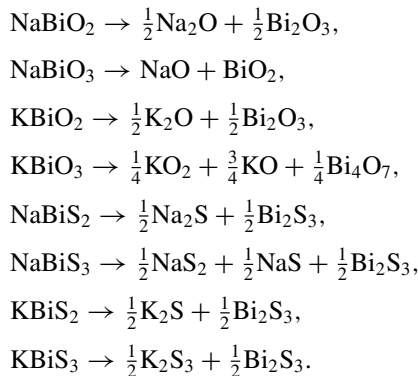 NaBiO₂ → ½Na₂O + ½Bi₂O₃,
NaBiO₃ → NaO + BiO₂,
KBiO₂ → ½K₂O + ½Bi₂O₃,
KBiO₃ → ¼KO₂ + ¾KO + ¼Bi₄O₇,
NaBiS₂ → ½Na₂S + ½Bi₂S₃,
NaBiS₃ → ½NaS₂ + ½NaS + ½Bi₂S₃,
KBiS₂ → ½K₂S + ½Bi₂S₃,
KBiS₃ → ½K₂S₃ + ½Bi₂S₃.